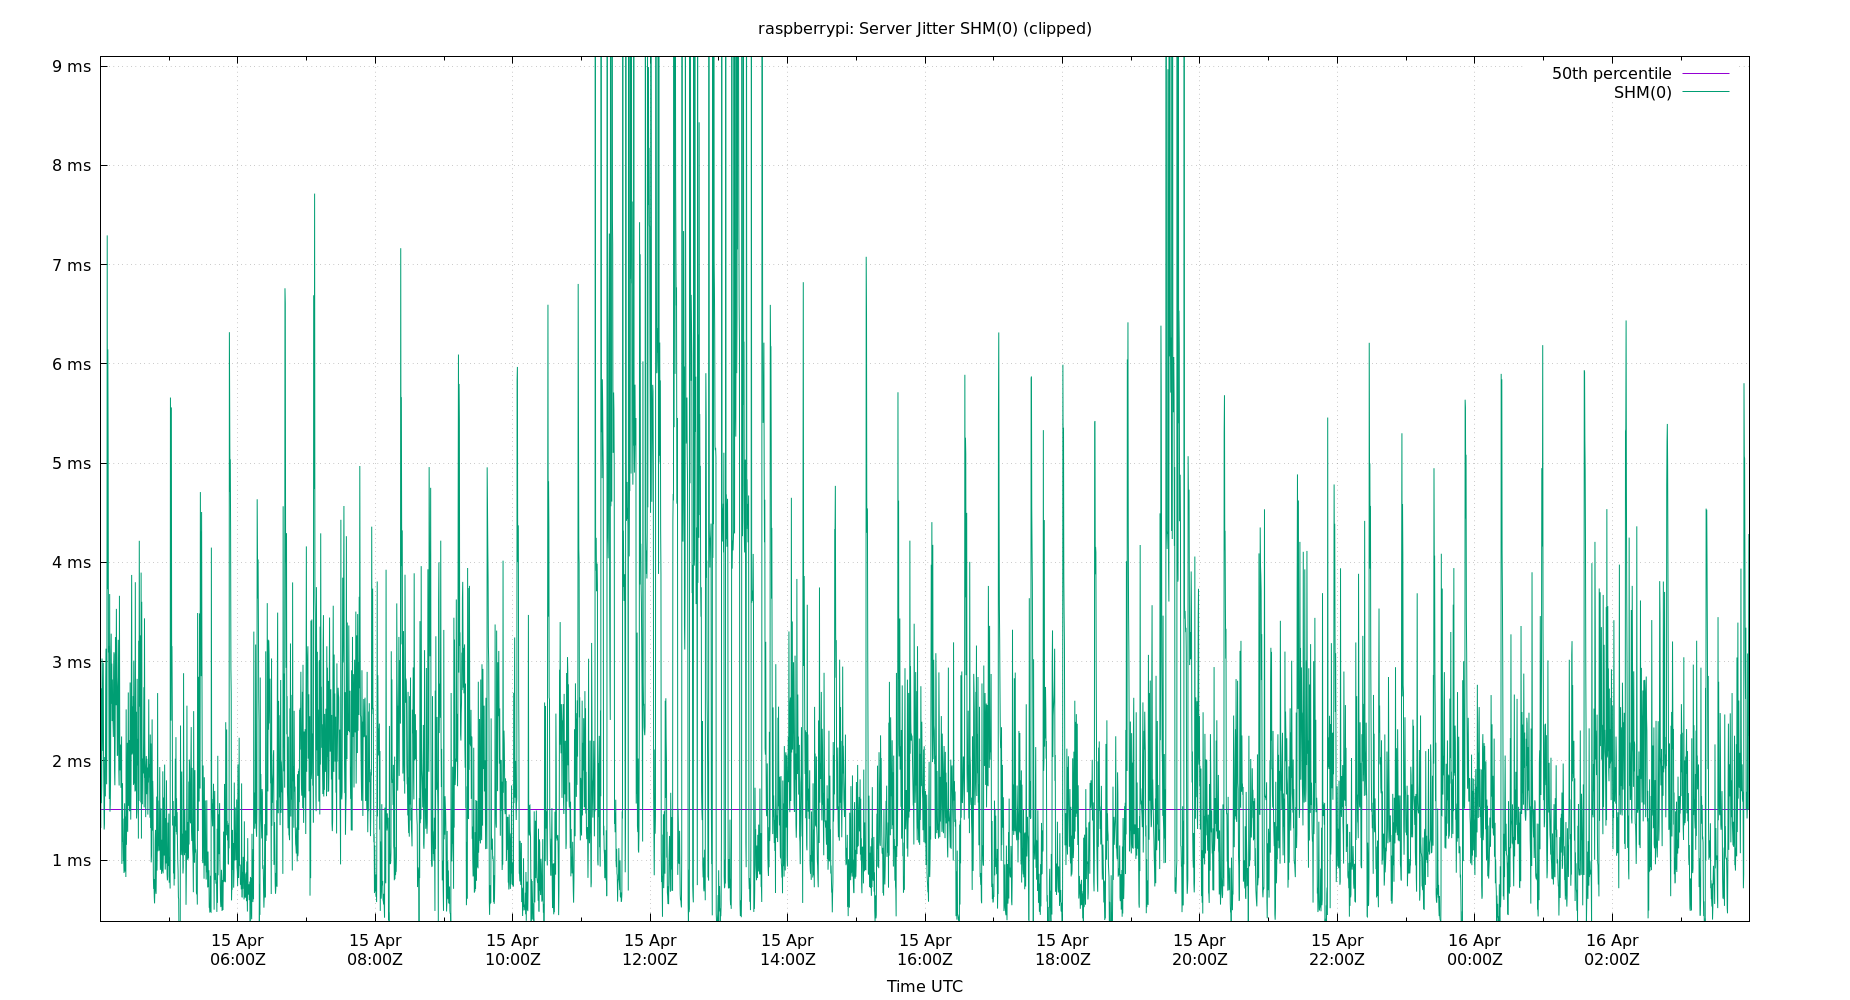 raspberrypi: Server Jitter SHM(0) (clipped)
9 ms
8 ms
7 ms
6 ms
5 ms
4 ms
3 ms
2 ms
1 ms
50th percentile
SHM(0)
15 Apr 15 Apr 15 Apr 15 Apr 15 Apr 15 Apr 15 Apr 15 Apr 15 Apr 16 Apr 16 Apr
06:00Z 08:00Z 10:00Z 12:00Z 14:00Z 16:00Z 18:00Z 20:00Z 22:00Z 00:00Z 02:00Z
Time UTC